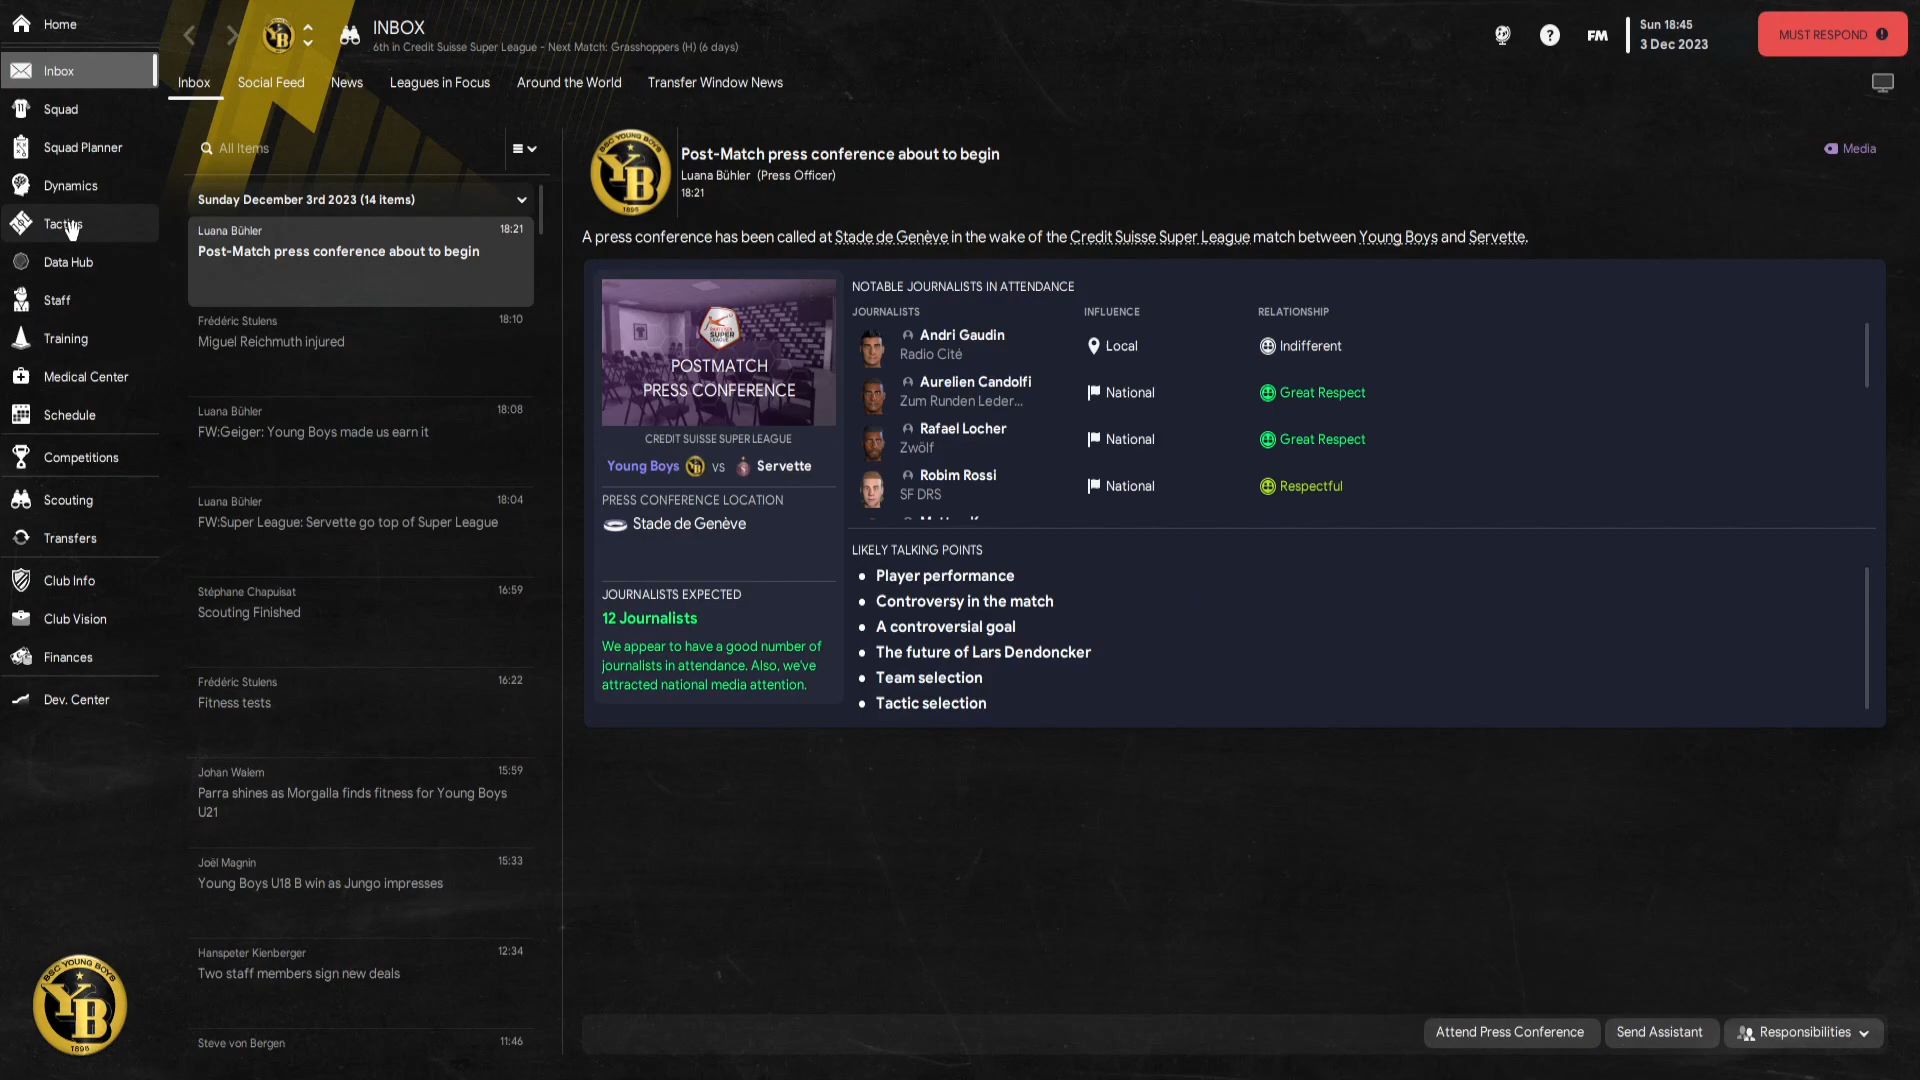 Home
INBOX
6th in Credit Suisse Super League - Next Match: Grasshoppers (H) (6 days)
FM
Sun 18:45
3 Dec 2023
MUST RESPOND
Inbox
Squad
Squad Planner
Dynamics
Data Hub
Staff
Training
Medical Center
Schedule
Competitions
Scouting
Transfers
Club Info
Club Vision
Finances
Dev. Center
BSC YOUNG BOYS
YB
1898
Inbox
Social Feed
News
Leagues in Focus
Around the World
Transfer Window News
All Items
Sunday December 3rd 2023 (14 items)
Luana Bühler 18:21
Post-Match press conference about to begin
Frédéric Stulens 18:10
Miguel Reichmuth injured
Luana Bühler 18:08
FW:Geiger: Young Boys made us earn it
Luana Bühler 18:04
FW:Super League: Servette go top of Super League
Stéphane Chapuisat 16:59
Scouting Finished
Frédéric Stulens 16:22
Fitness tests
Johan Walem 15:59
Parra shines as Morgalla finds fitness for Young Boys
U21
Joël Magnin 15:33
Young Boys U18 B win as Jungo impresses
Hanspeter Kienberger 12:34
Two staff members sign new deals
Steve von Bergen 11:46
BSC YOUNG BOYS
YB
1898
Post-Match press conference about to begin
Luana Bühler (Press Officer)
18:21
Media
A press conference has been called at Stade de Genève in the wake of the Credit Suisse Super League match between Young Boys and Servette.
SUPER
LEAGUE
POSTMATCH
PRESS CONFERENCE
CREDIT SUISSE SUPER LEAGUE
Young Boys VS Servette
PRESS CONFERENCE LOCATION
Stade de Genève
JOURNALISTS EXPECTED
12 Journalists
We appear to have a good number of
journalists in attendance. Also, we've
attracted national media attention.
NOTABLE JOURNALISTS IN ATTENDANCE
JOURNALISTS INFLUENCE RELATIONSHIP
Andri Gaudin
Radio Cité
Local Indifferent
Aurelien Candolfi
Zum Runden Leder...
National Great Respect
Rafael Locher
Zwölf
National Great Respect
Robim Rossi
SF DRS
National Respectful
LIKELY TALKING POINTS
• Player performance
• Controversy in the match
• A controversial goal
• The future of Lars Dendoncker
• Team selection
• Tactic selection
Attend Press Conference
Send Assistant
Responsibilities